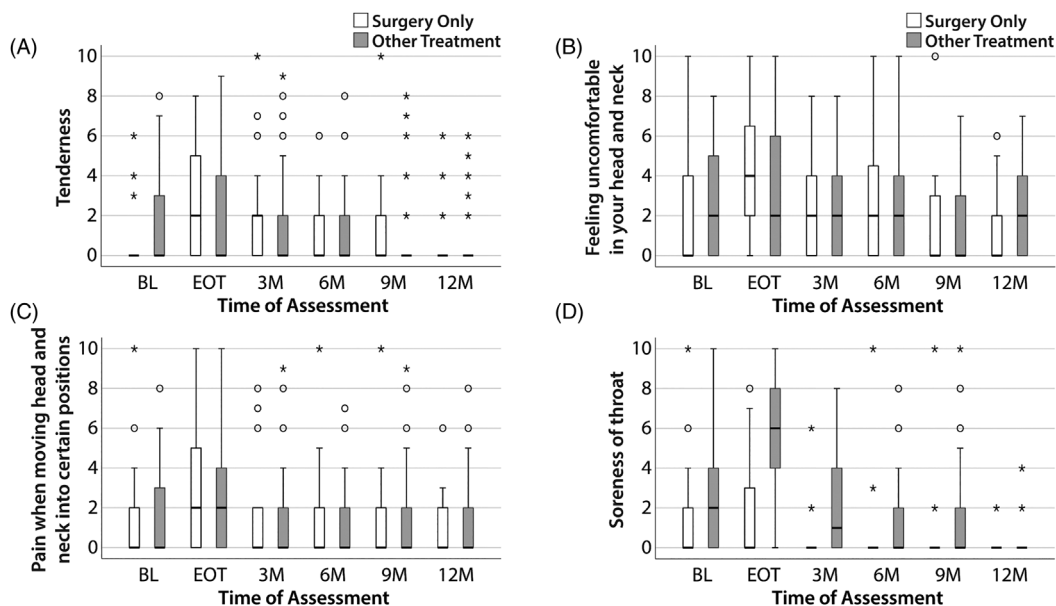 (A)
Surgery Only
Other Treatment
Tenderness
10
8
6
4
2
0
BL EOT 3M 6M 9M 12M
Time of Assessment
(B)
Surgery Only
Other Treatment
Feeling uncomfortable
in your head and neck
10
8
6
4
2
0
BL EOT 3M 6M 9M 12M
Time of Assessment
(C)
Pain when moving head and
neck into certain positions
10
8
6
4
2
0
BL EOT 3M 6M 9M 12M
Time of Assessment
(D)
Soreness of throat
10
8
6
4
2
0
BL EOT 3M 6M 9M 12M
Time of Assessment